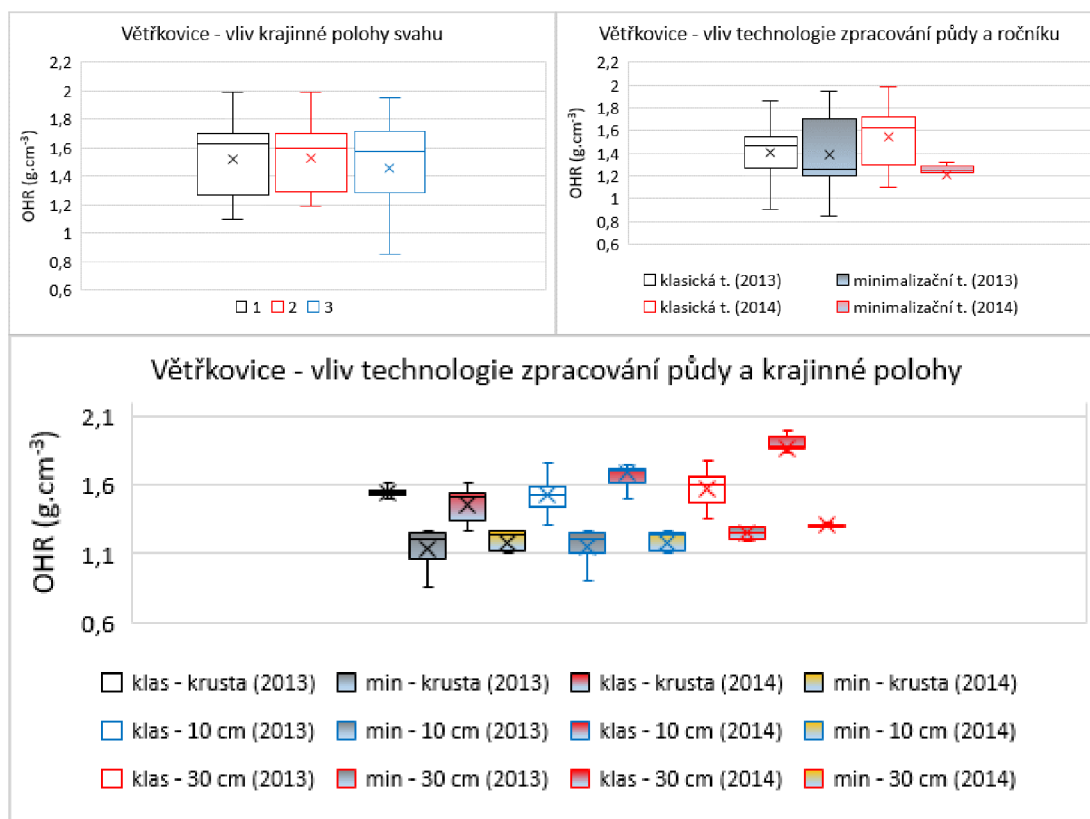 Větřkovice - vliv krajinné polohy svahu
OHR (g.cm⁻³)
2,2
2
1,8
1,6
1,4
1,2
1
0,8
0,6
1 2 3
Větřkovice - vliv technologie zpracování půdy a ročníku
OHR (g.cm⁻³)
2,2
2
1,8
1,6
1,4
1,2
1
0,8
0,6
klasická t. (2013) minimalizační t. (2013)
klasická t. (2014) minimalizační t. (2014)
Větřkovice - vliv technologie zpracování půdy a krajinné polohy
OHR (g.cm⁻³)
2,1
1,6
1,1
0,6
klas - krusta (2013) min - krusta (2013) klas - krusta (2014) min - krusta (2014)
klas - 10 cm (2013) min - 10 cm (2013) klas - 10 cm (2014) min - 10 cm (2014)
klas - 30 cm (2013) min - 30 cm (2013) klas - 30 cm (2014) min - 30 cm (2014)